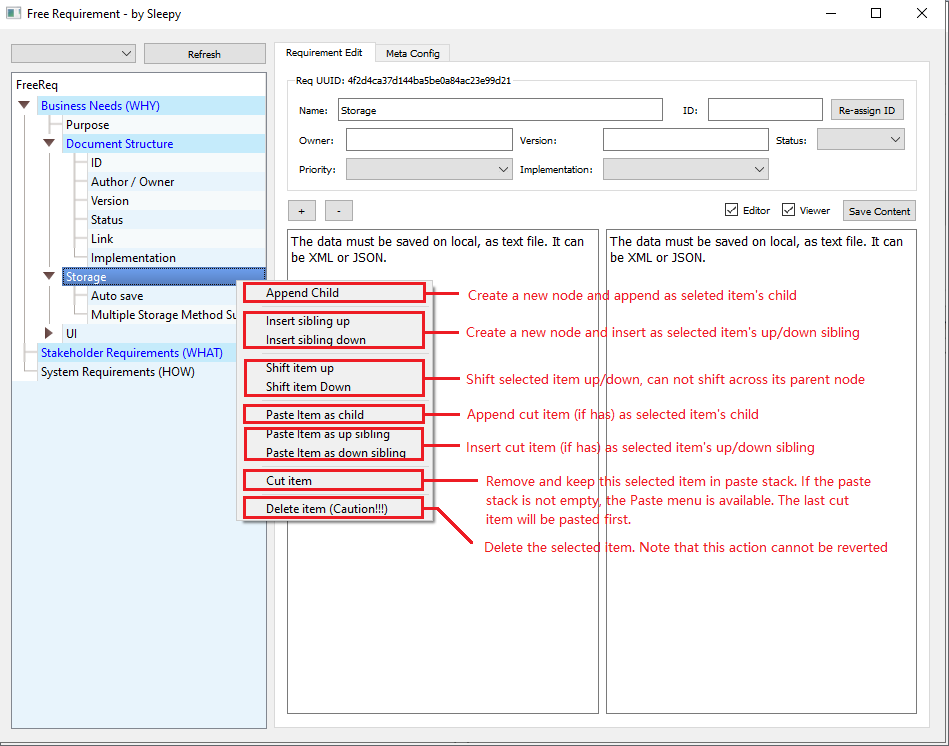 Free Requirement - by Sleepy
Refresh
FreeReq
Business Needs (WHY)
Purpose
Document Structure
ID
Author / Owner
Version
Status
Link
Implementation
Storage
Auto save
Multiple Storage Method Su
UI
Stakeholder Requirements (WHAT)
System Requirements (HOW)
Requirement Edit
Meta Config
Req UUID: 4f2d4ca37d144ba5be0a84ac23e99d21
Name: Storage ID: Re-assign ID
Owner: Version: Status:
Priority: Implementation:
+ - Editor Viewer Save Content
The data must be saved on local, as text file. It can
be XML or JSON.
The data must be saved on local, as text file. It can
be XML or JSON.
Append Child
Create a new node and append as seleted item's child
Insert sibling up
Insert sibling down
Create a new node and insert as selected item's up/down sibling
Shift item up
Shift item Down
Shift selected item up/down, can not shift across its parent node
Paste Item as child
Append cut item (if has) as selected item's child
Paste Item as up sibling
Paste Item as down sibling
Insert cut item (if has) as selected item's up/down sibling
Cut item
Remove and keep this selected item in paste stack. If the paste
stack is not empty, the Paste menu is available. The last cut
item will be pasted first.
Delete item (Caution!!!)
Delete the selected item. Note that this action cannot be reverted